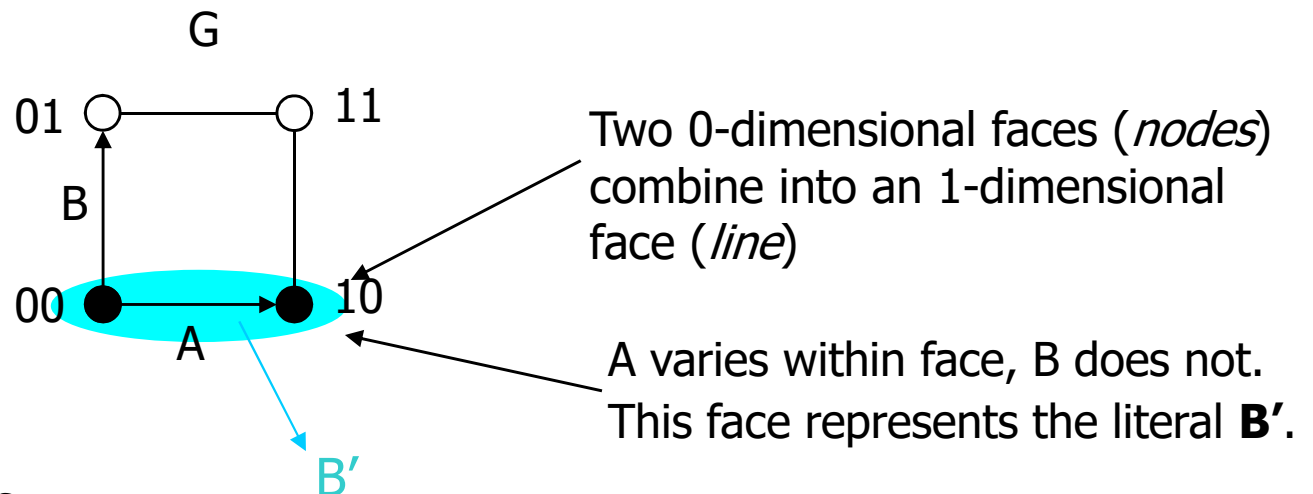 G
01
11
Two 0-dimensional faces (nodes)
combine into an 1-dimensional
face (line)
B
00
10
A
A varies within face, B does not.
This face represents the literal B′.
B′